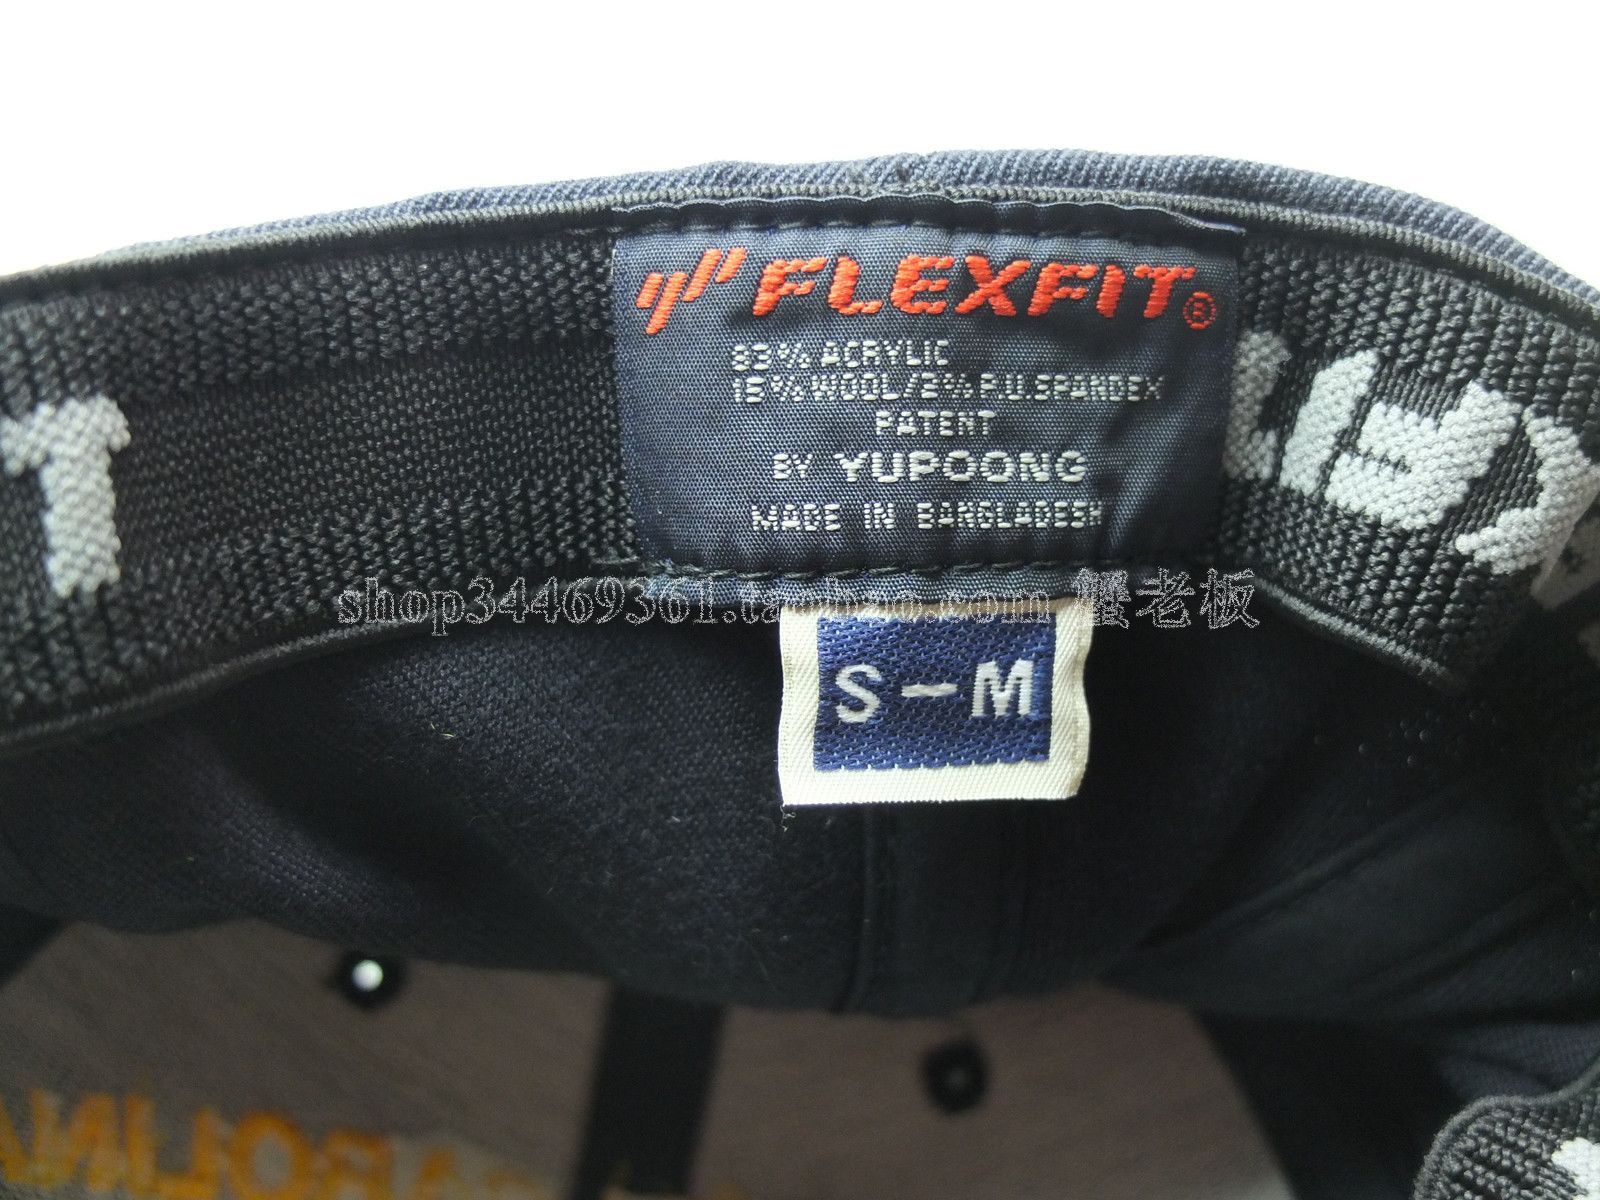 FLEXFIT®
83% ACRYLIC
15% WOOL/2% P.U.SPANDEX
PATENT
BY YUPOONG
MADE IN BANGLADESH
shop34469361.taobao.com 蟹老板
S-M
T